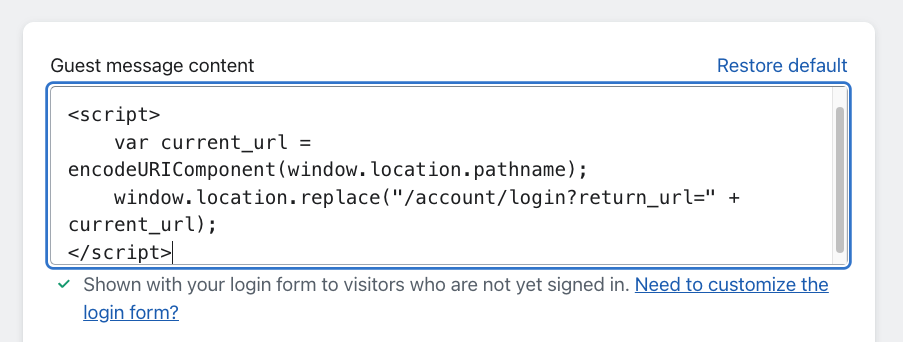 Guest message content Restore default
<script>
    var current_url =
encodeURIComponent(window.location.pathname);
    window.location.replace("/account/login?return_url=" +
current_url);
</script>
Shown with your login form to visitors who are not yet signed in. Need to customize the
login form?